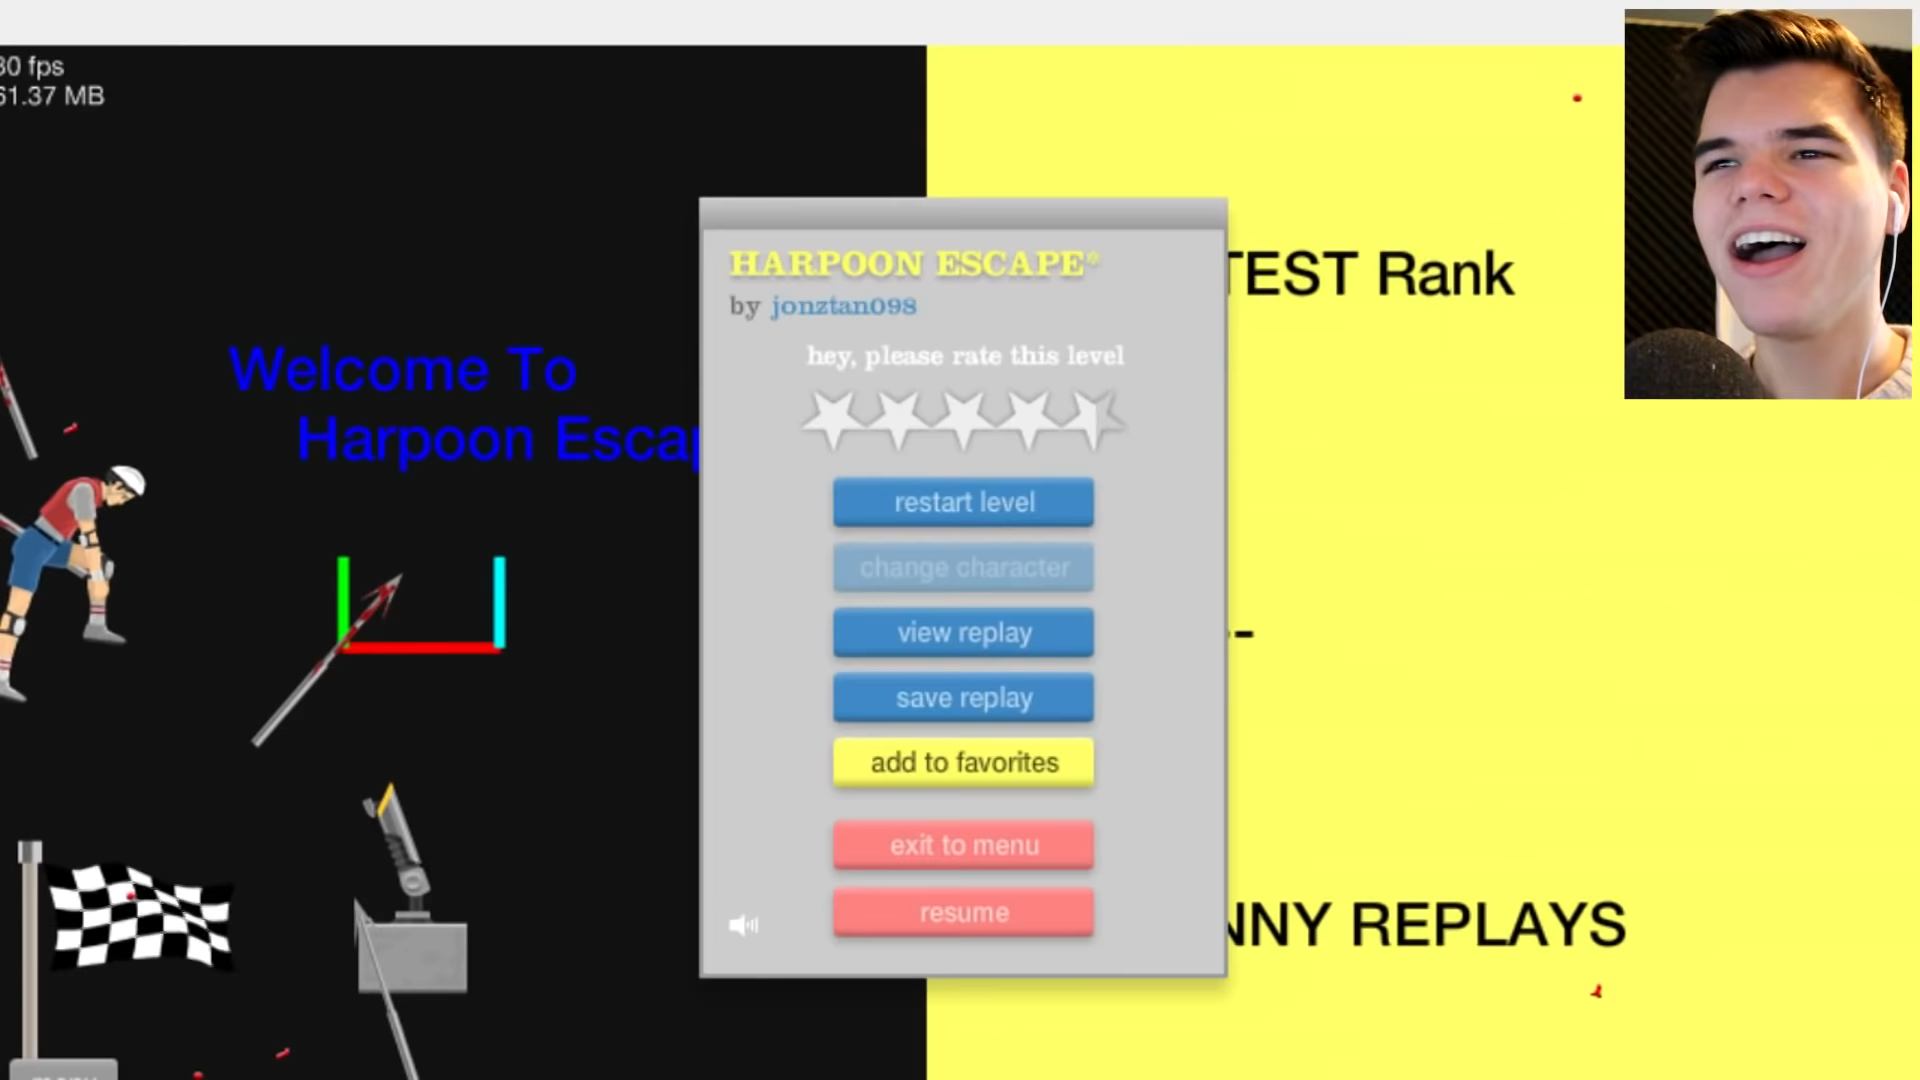 30 fps
61.37 MB
Welcome To
Harpoon Escap
HARPOON ESCAPE*
by jonztan098
hey, please rate this level
restart level
change character
view replay
save replay
add to favorites
exit to menu
resume
TEST Rank
--
NNY REPLAYS